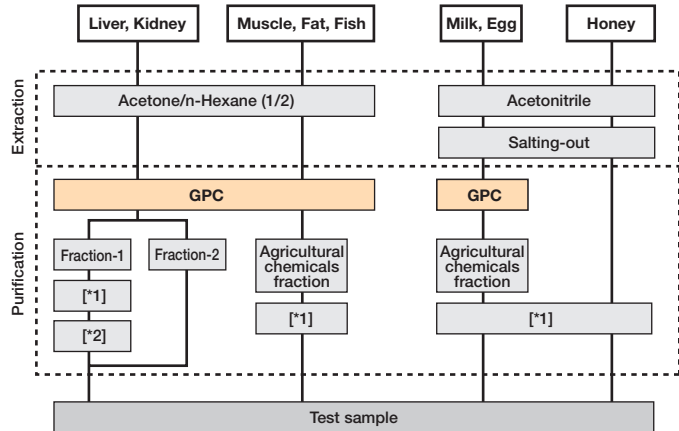 Liver, Kidney
Muscle, Fat, Fish
Milk, Egg
Honey
Extraction
Acetone/n-Hexane (1/2)
Acetonitrile
Salting-out
Purification
GPC
GPC
Fraction-1
Fraction-2
Agricultural
chemicals
fraction
Agricultural
chemicals
fraction
[*1]
[*1]
[*1]
[*2]
Test sample